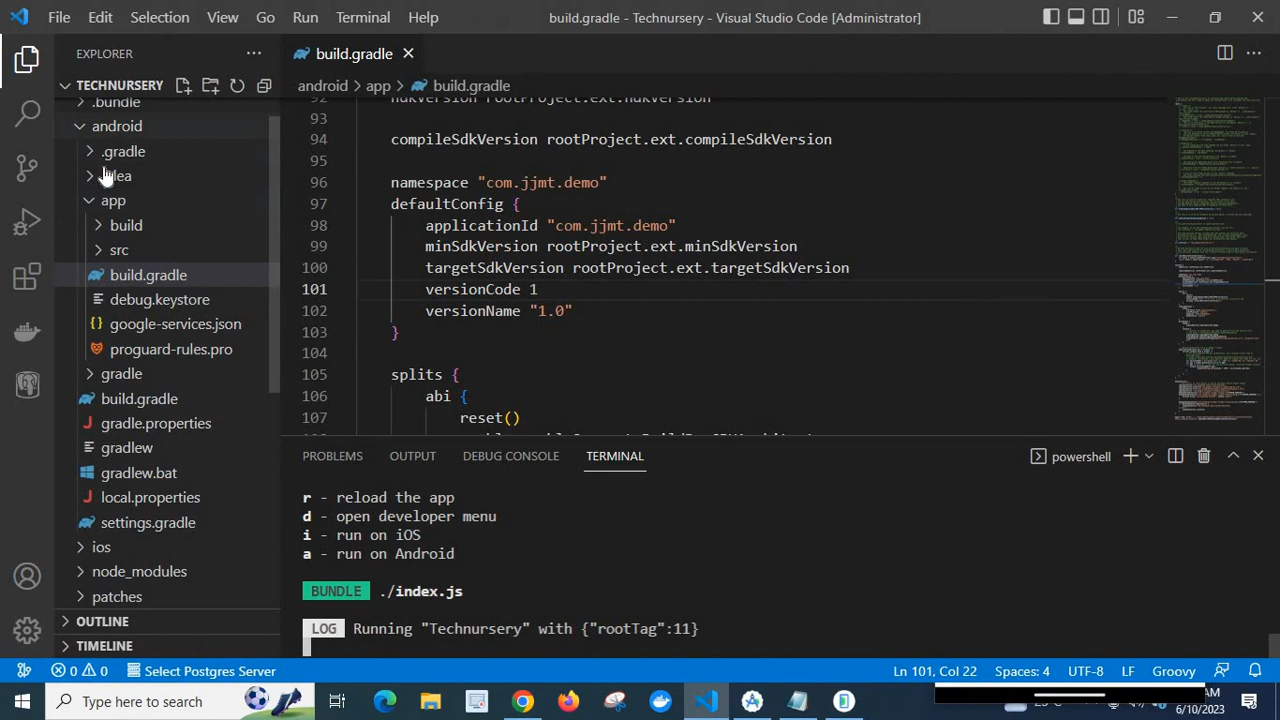 File Edit Selection View Go Run Terminal Help build.gradle - Technursery - Visual Studio Code [Administrator]
EXPLORER
build.gradle
TECHNURSERY
android > app > build.gradle
.bundle
android
.gradle
app
build
src
build.gradle
debug.keystore
google-services.json
proguard-rules.pro
gradle
build.gradle
gradle.properties
gradlew
gradlew.bat
local.properties
settings.gradle
ios
node_modules
patches
OUTLINE
TIMELINE
92 ndkVersion rootProject.ext.ndkVersion
93
94 compileSdkVersion rootProject.ext.compileSdkVersion
95
96 namespace "com.jjmt.demo"
97 defaultConfig {
98 applicationId "com.jjmt.demo"
99 minSdkVersion rootProject.ext.minSdkVersion
100 targetSdkVersion rootProject.ext.targetSdkVersion
101 versionCode 1
102 versionName "1.0"
103 }
104
105 splits {
106 abi {
107 reset()
PROBLEMS OUTPUT DEBUG CONSOLE TERMINAL powershell
r - reload the app
d - open developer menu
i - run on iOS
a - run on Android
BUNDLE ./index.js
LOG Running "Technursery" with {"rootTag":11}
0 0 Select Postgres Server Ln 101, Col 22 Spaces: 4 UTF-8 LF Groovy
Type here to search
6/10/2023